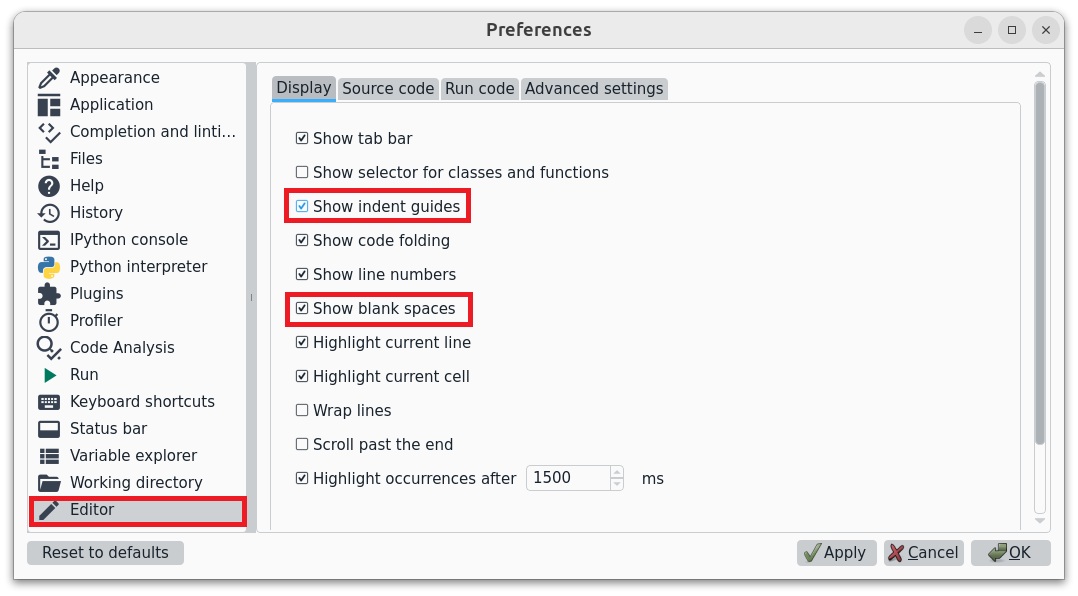 Preferences
Appearance
Application
Completion and linti...
Files
Help
History
IPython console
Python interpreter
Plugins
Profiler
Code Analysis
Run
Keyboard shortcuts
Status bar
Variable explorer
Working directory
Editor
Display Source code Run code Advanced settings
Show tab bar
Show selector for classes and functions
Show indent guides
Show code folding
Show line numbers
Show blank spaces
Highlight current line
Highlight current cell
Wrap lines
Scroll past the end
Highlight occurrences after 1500 ms
Reset to defaults Apply Cancel OK